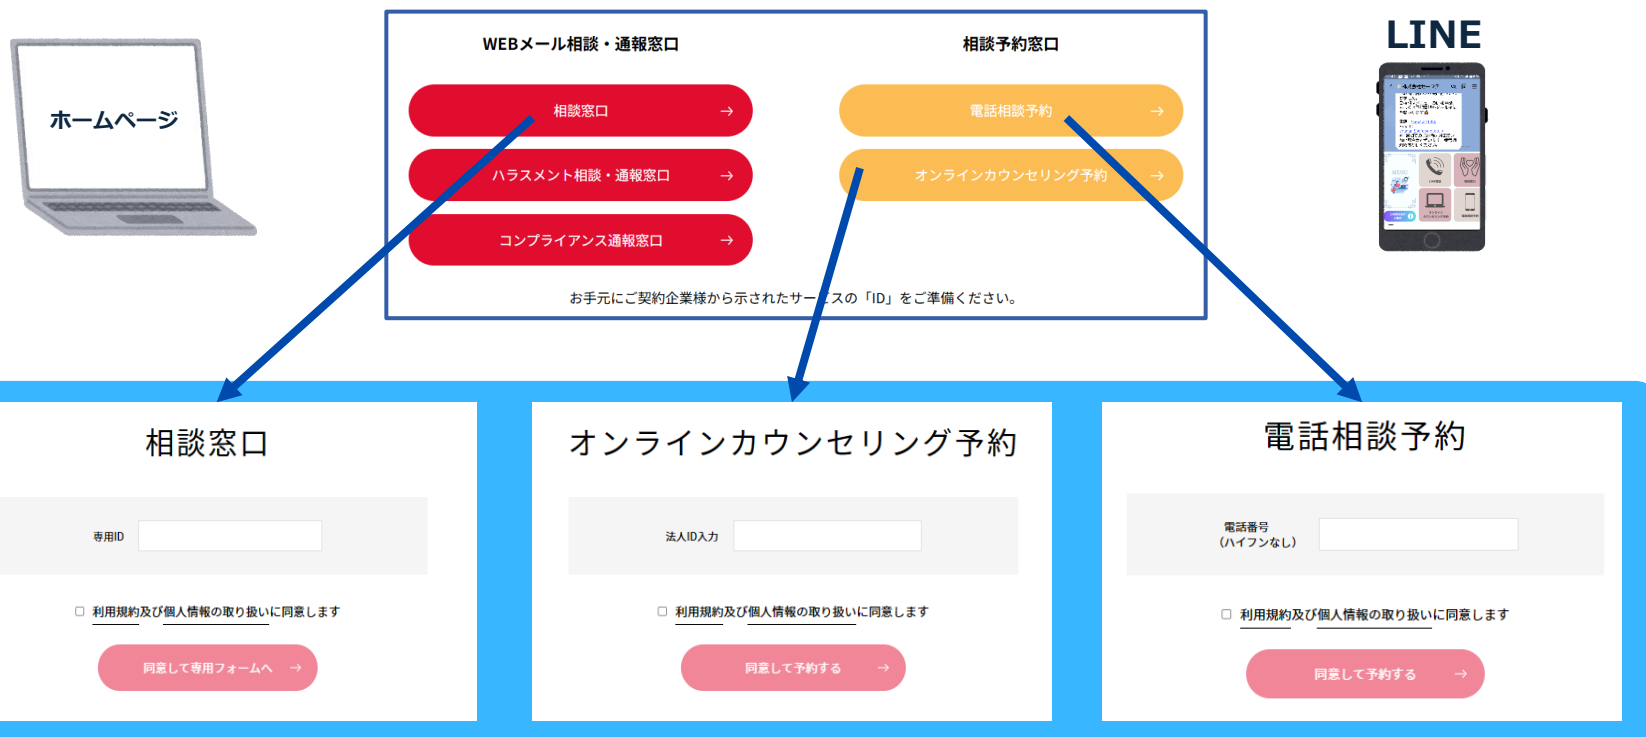 ホームページ
WEBメール相談・通報窓口
相談窓口
ハラスメント相談・通報窓口
コンプライアンス通報窓口
相談予約窓口
電話相談予約
オンラインカウンセリング予約
お手元にご契約企業様から示されたサービスの「ID」をご準備ください。
LINE
MENU
相談窓口
専用ID
利用規約及び個人情報の取り扱いに同意します
同意して専用フォームへ
オンラインカウンセリング予約
法人ID入力
利用規約及び個人情報の取り扱いに同意します
同意して予約する
電話相談予約
電話番号
（ハイフンなし）
利用規約及び個人情報の取り扱いに同意します
同意して予約する